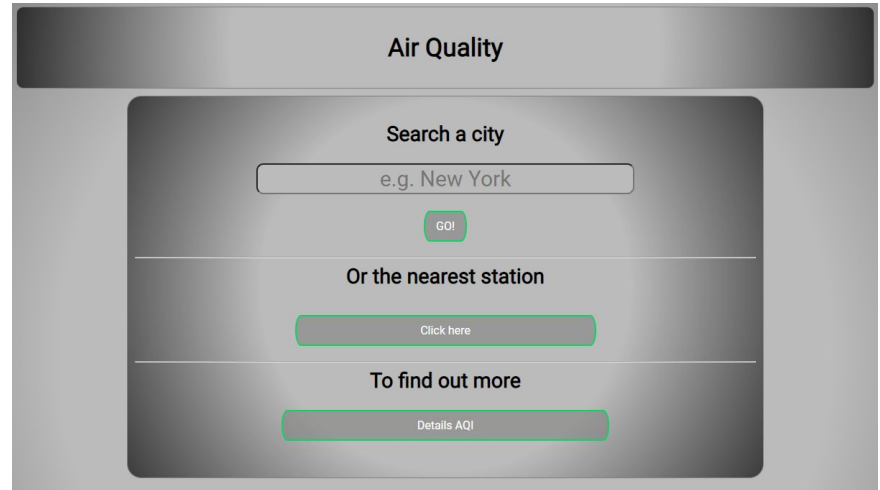 Air Quality
Search a city
e.g. New York
GO!
Or the nearest station
Click here
To find out more
Details AQI